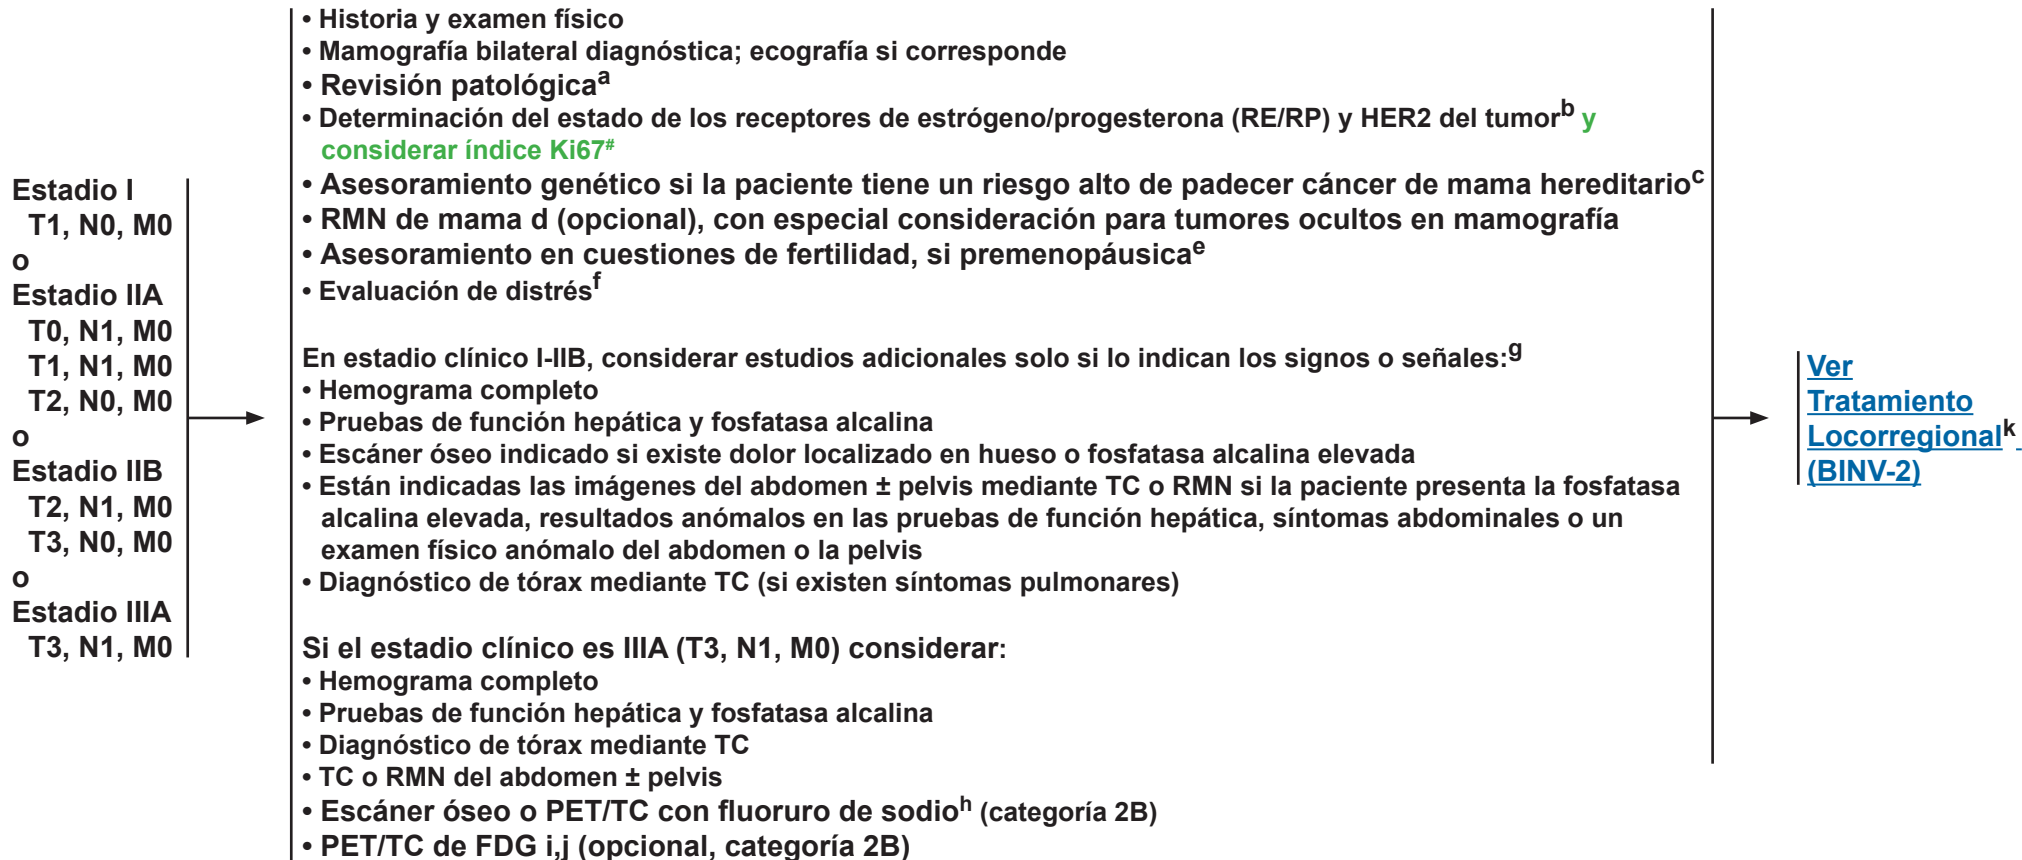 Estadio I
T1, N0, M0
o
Estadio IIA
T0, N1, M0
T1, N1, M0
T2, N0, M0
o
Estadio IIB
T2, N1, M0
T3, N0, M0
o
Estadio IIIA
T3, N1, M0
• Historia y examen físico
• Mamografía bilateral diagnóstica; ecografía si corresponde
• Revisión patológicaa
• Determinación del estado de los receptores de estrógeno/progesterona (RE/RP) y HER2 del tumorb y
considerar índice Ki67#
• Asesoramiento genético si la paciente tiene un riesgo alto de padecer cáncer de mama hereditarioc
• RMN de mama d (opcional), con especial consideración para tumores ocultos en mamografía
• Asesoramiento en cuestiones de fertilidad, si premenopáusicae
• Evaluación de distrésf
En estadio clínico I-IIB, considerar estudios adicionales solo si lo indican los signos o señales:g
• Hemograma completo
• Pruebas de función hepática y fosfatasa alcalina
• Escáner óseo indicado si existe dolor localizado en hueso o fosfatasa alcalina elevada
• Están indicadas las imágenes del abdomen ± pelvis mediante TC o RMN si la paciente presenta la fosfatasa
alcalina elevada, resultados anómalos en las pruebas de función hepática, síntomas abdominales o un
examen físico anómalo del abdomen o la pelvis
• Diagnóstico de tórax mediante TC (si existen síntomas pulmonares)
Si el estadio clínico es IIIA (T3, N1, M0) considerar:
• Hemograma completo
• Pruebas de función hepática y fosfatasa alcalina
• Diagnóstico de tórax mediante TC
• TC o RMN del abdomen ± pelvis
• Escáner óseo o PET/TC con fluoruro de sodioh (categoría 2B)
• PET/TC de FDG i,j (opcional, categoría 2B)
Ver
Tratamiento
Locorregionalk
(BINV-2)